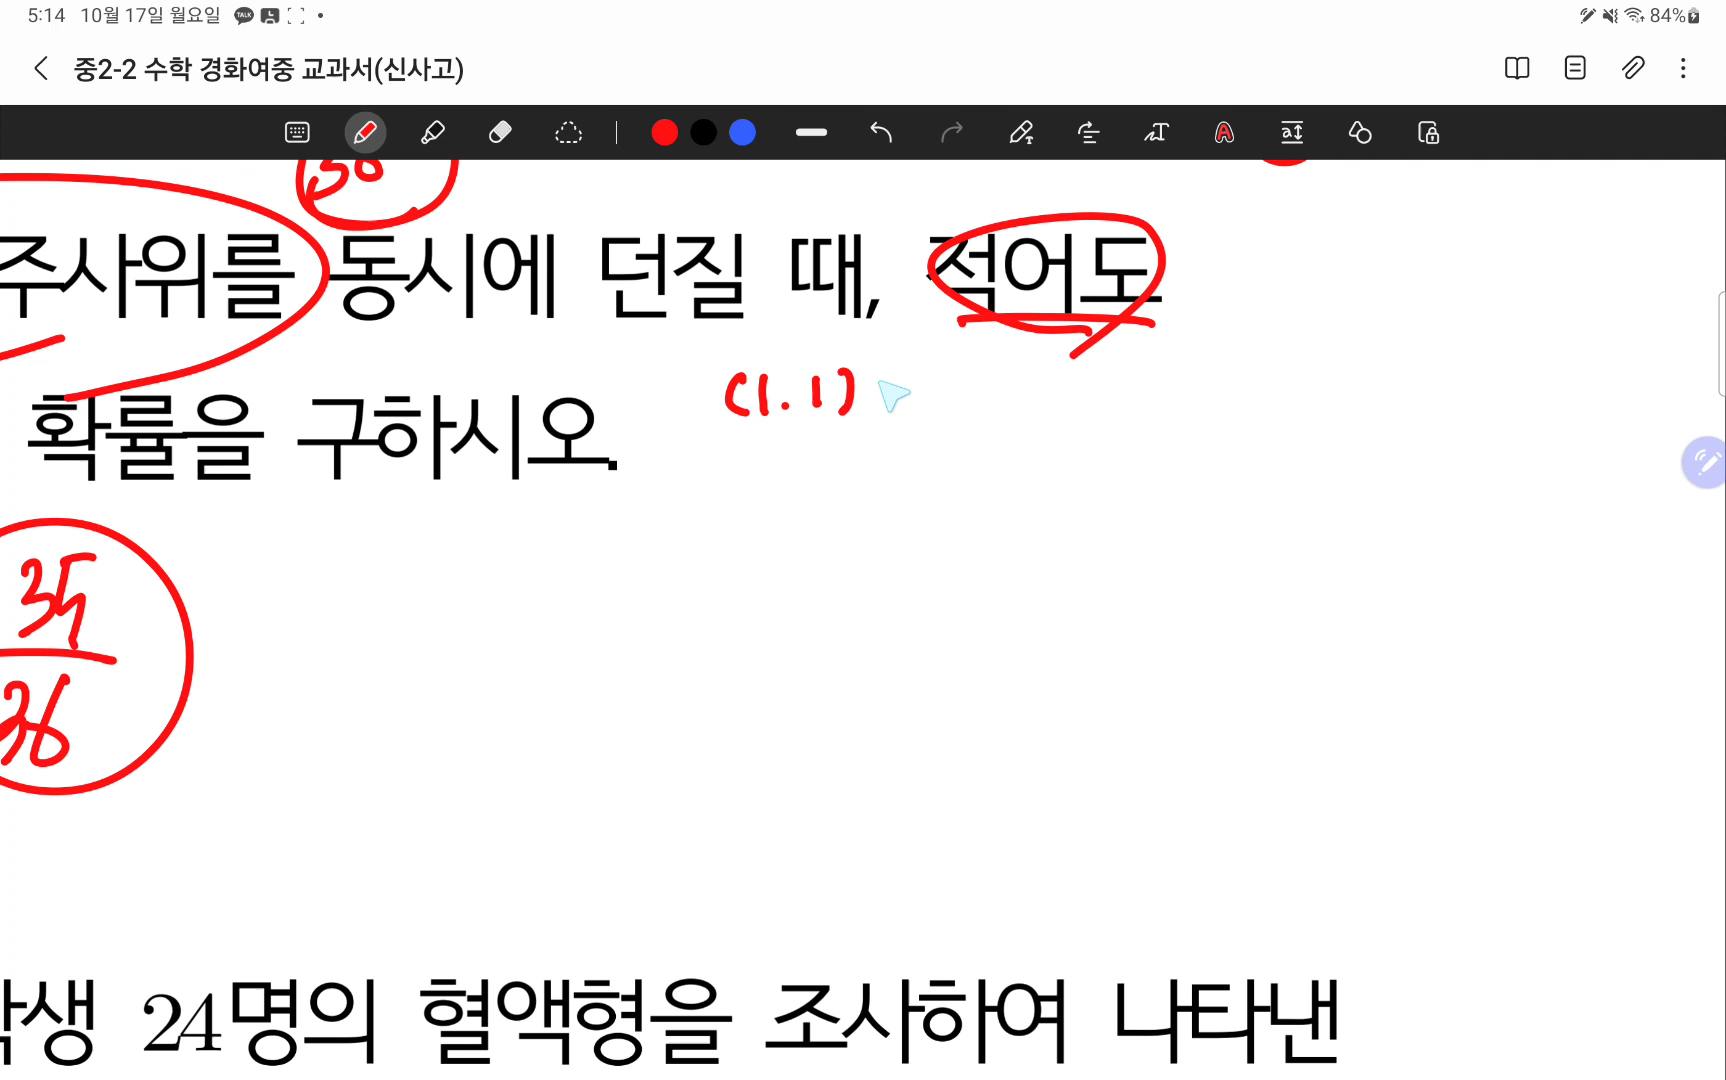 5:14 10월 17일 월요일 TALK 84%
중2-2 수학 경화여중 교과서(신사고)
주사위를 동시에 던질 때, 적어도
(1.1)
확률을 구하시오.
35
36
학생 24명의 혈액형을 조사하여 나타낸